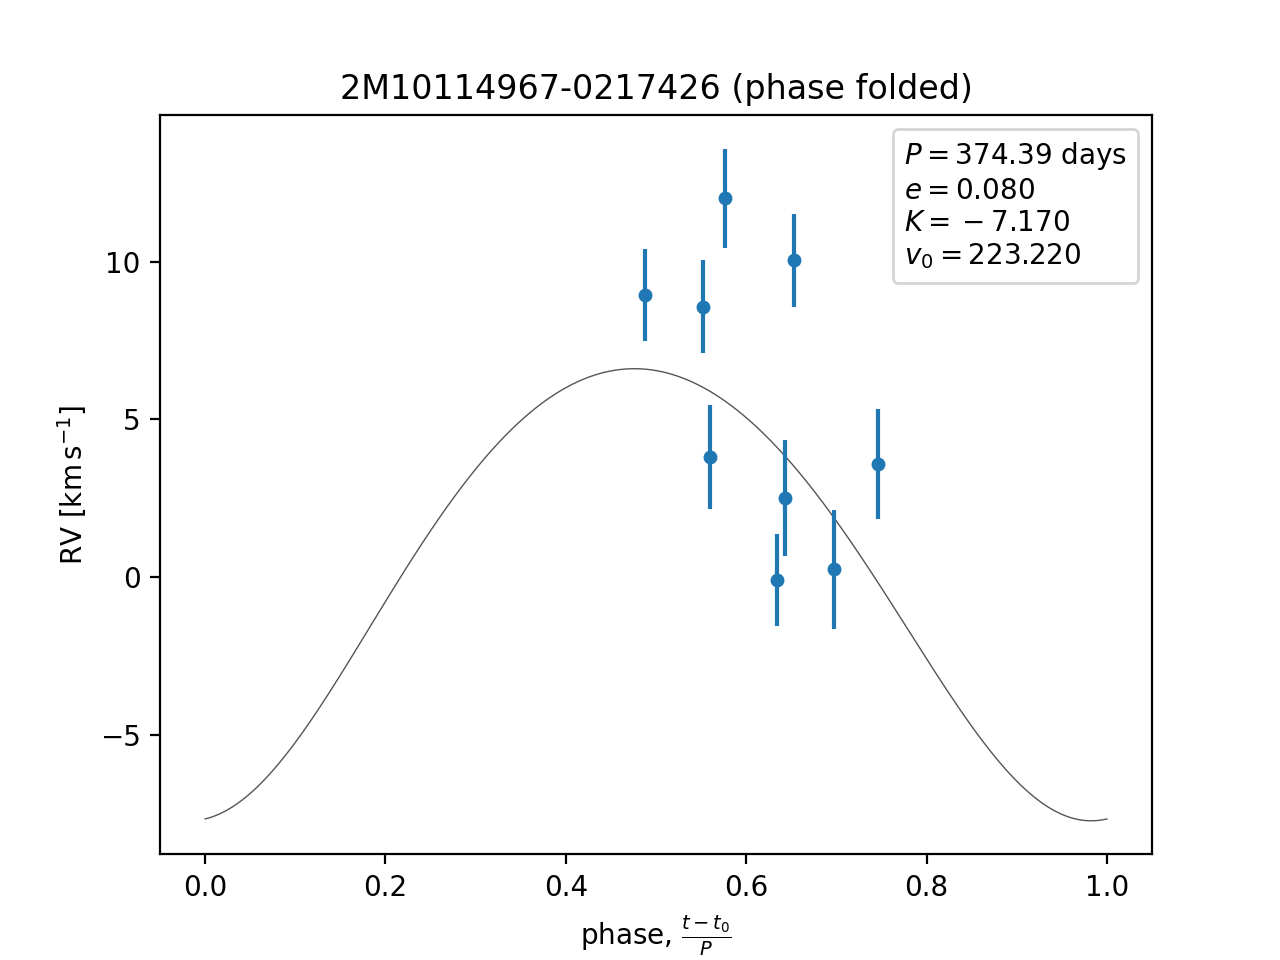 2M10114967-0217426 (phase folded)
P = 374.39 days
e = 0.080
K = − 7.170
v₀ = 223.220
10
5
0
−5
RV [km s⁻¹]
0.0 0.2 0.4 0.6 0.8 1.0
phase, (t − t₀)/P